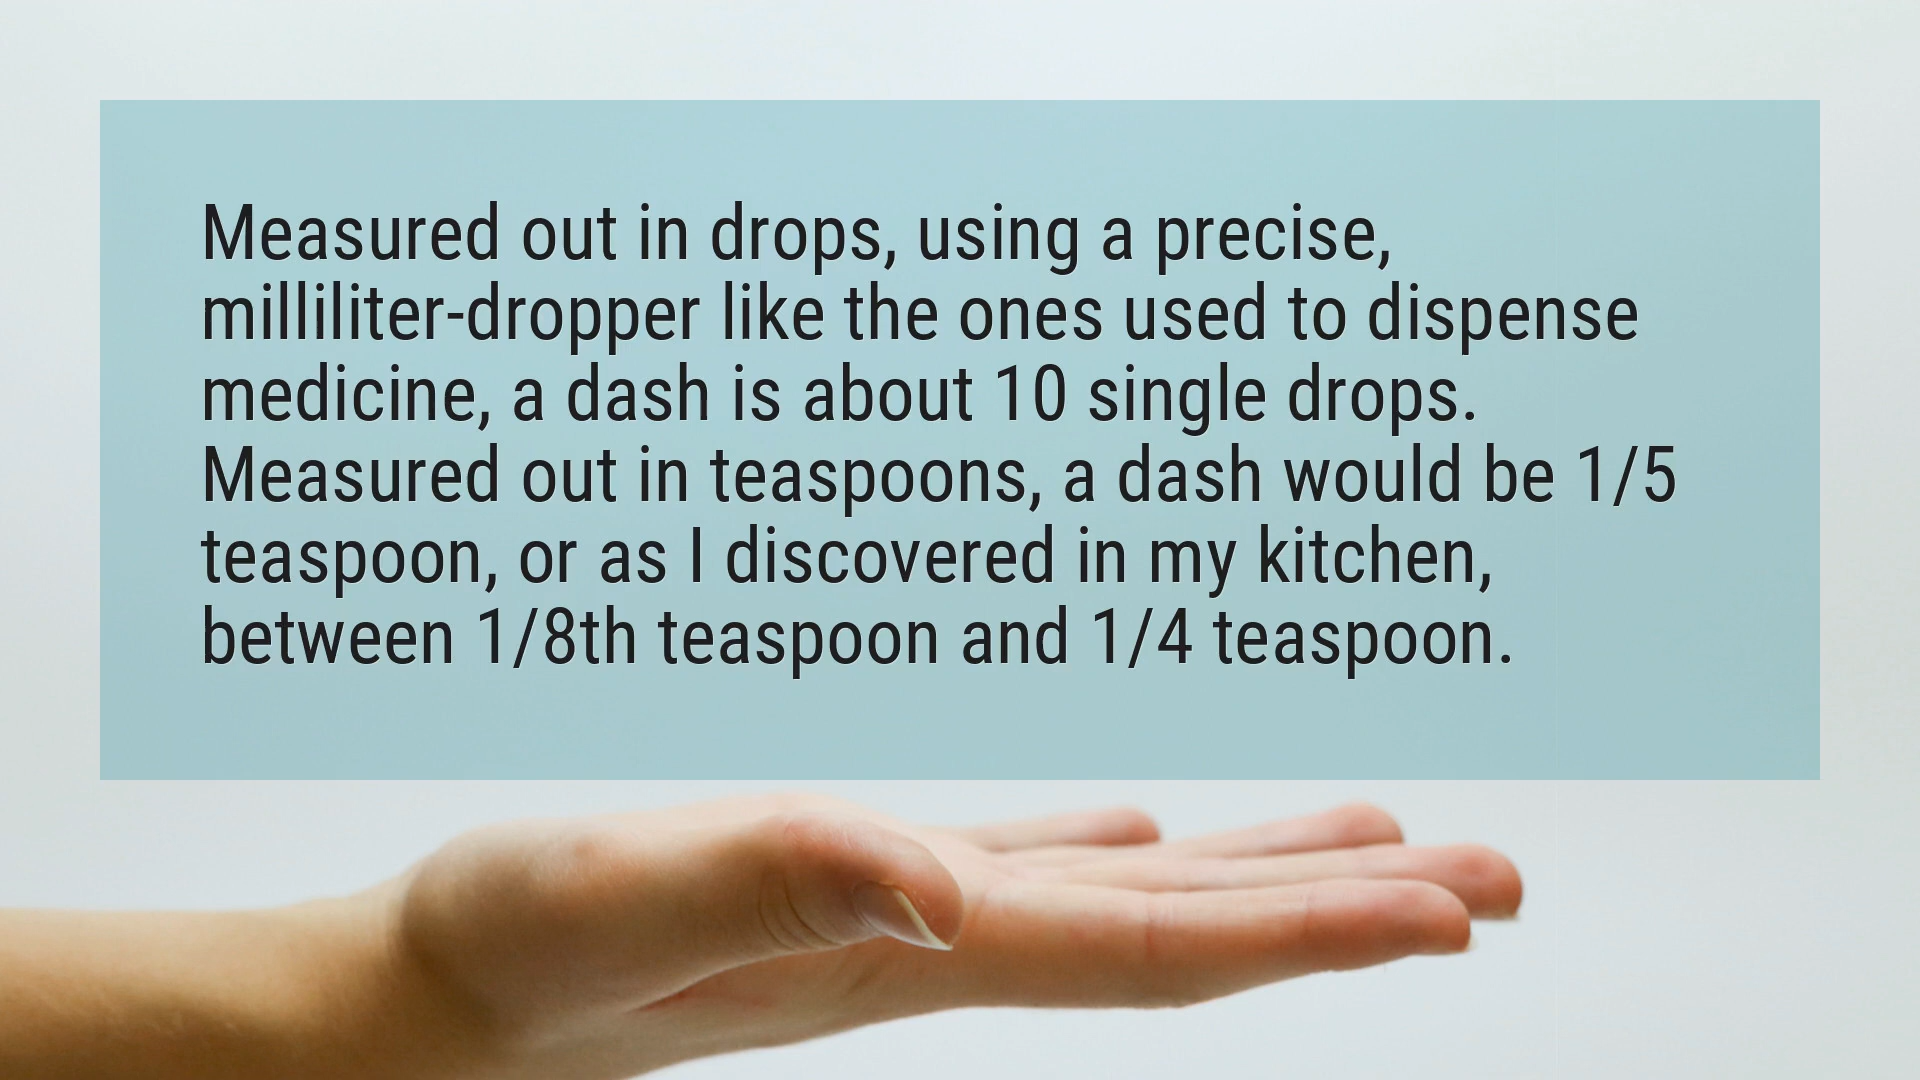 Measured out in drops, using a precise,
milliliter-dropper like the ones used to dispense
medicine, a dash is about 10 single drops.
Measured out in teaspoons, a dash would be 1/5
teaspoon, or as I discovered in my kitchen,
between 1/8th teaspoon and 1/4 teaspoon.